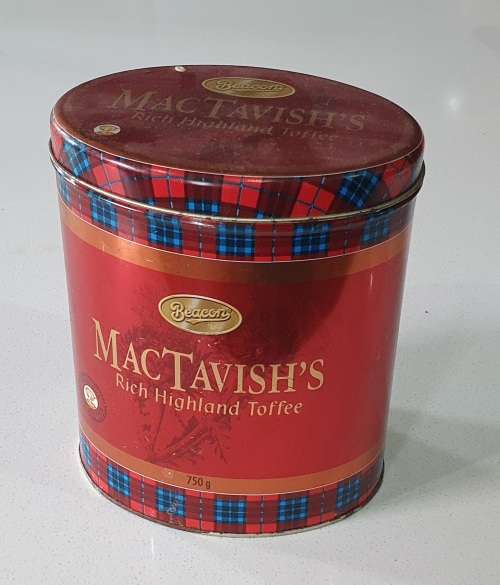 Beacon
MACTAVISH'S
Rich Highland Toffee
Beacon
MACTAVISH'S
Rich Highland Toffee
750 g